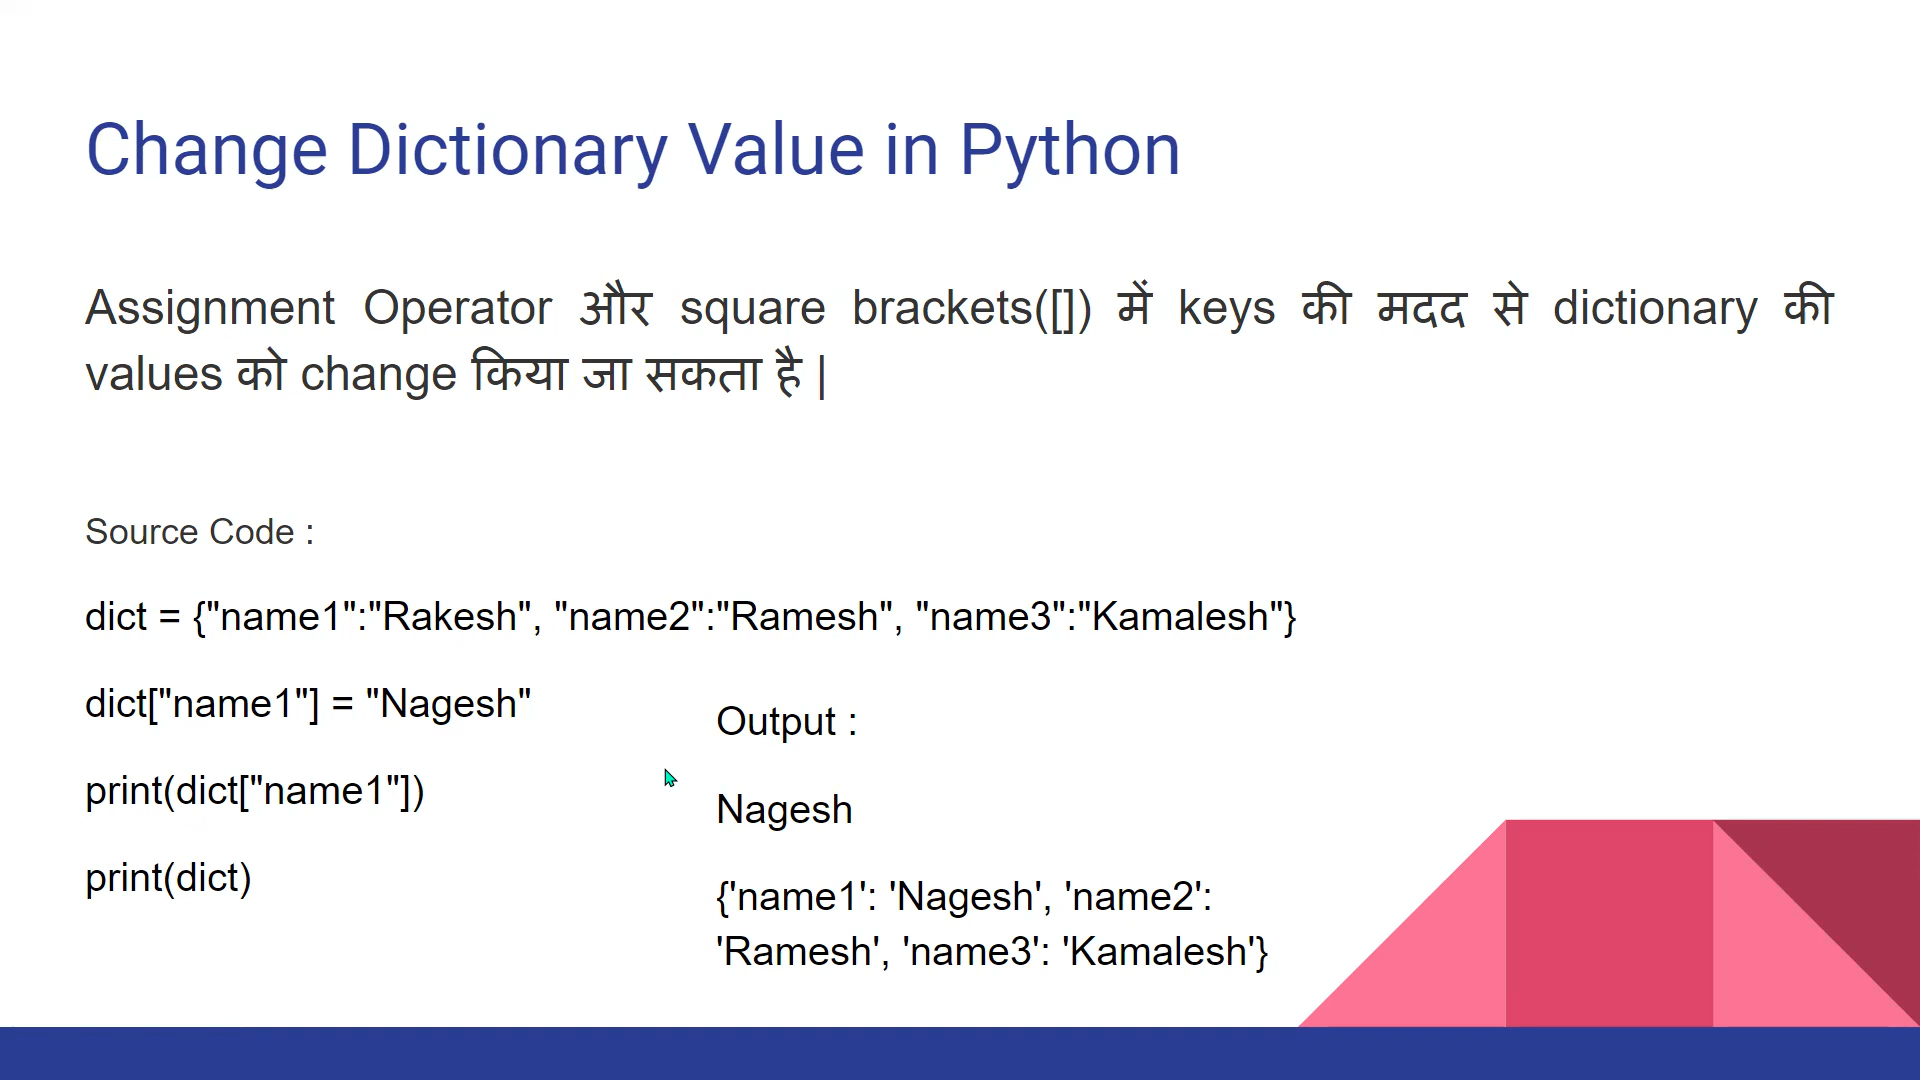 Change Dictionary Value in Python
Assignment Operator और square brackets([]) में keys की मदद से dictionary की
values को change किया जा सकता है |
Source Code :
dict = {"name1":"Rakesh", "name2":"Ramesh", "name3":"Kamalesh"}
dict["name1"] = "Nagesh"
print(dict["name1"])
print(dict)
Output :
Nagesh
{'name1': 'Nagesh', 'name2':
'Ramesh', 'name3': 'Kamalesh'}